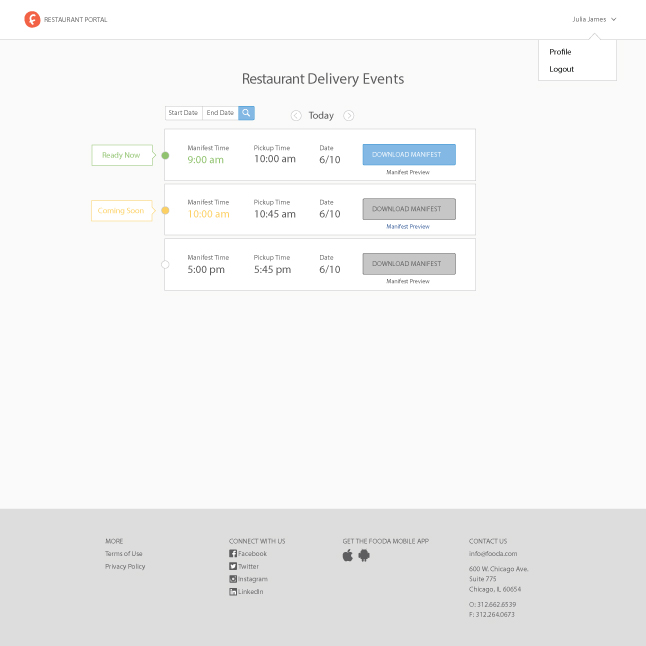 RESTAURANT PORTAL
Julia James
Profile
Logout
Restaurant Delivery Events
Start Date
End Date
Today
Ready Now
Manifest Time
Pickup Time
Date
9:00 am
10:00 am
6/10
DOWNLOAD MANIFEST
Manifest Preview
Coming Soon
Manifest Time
Pickup Time
Date
10:00 am
10:45 am
6/10
DOWNLOAD MANIFEST
Manifest Preview
Manifest Time
Pickup Time
Date
5:00 pm
5:45 pm
6/10
DOWNLOAD MANIFEST
Manifest Preview
MORE
Terms of Use
Privacy Policy
CONNECT WITH US
Facebook
Twitter
Instagram
LinkedIn
GET THE FOODA MOBILE APP
CONTACT US
info@fooda.com
600 W. Chicago Ave.
Suite 775
Chicago, IL 60654
O: 312.662.6539
F: 312.264.0673